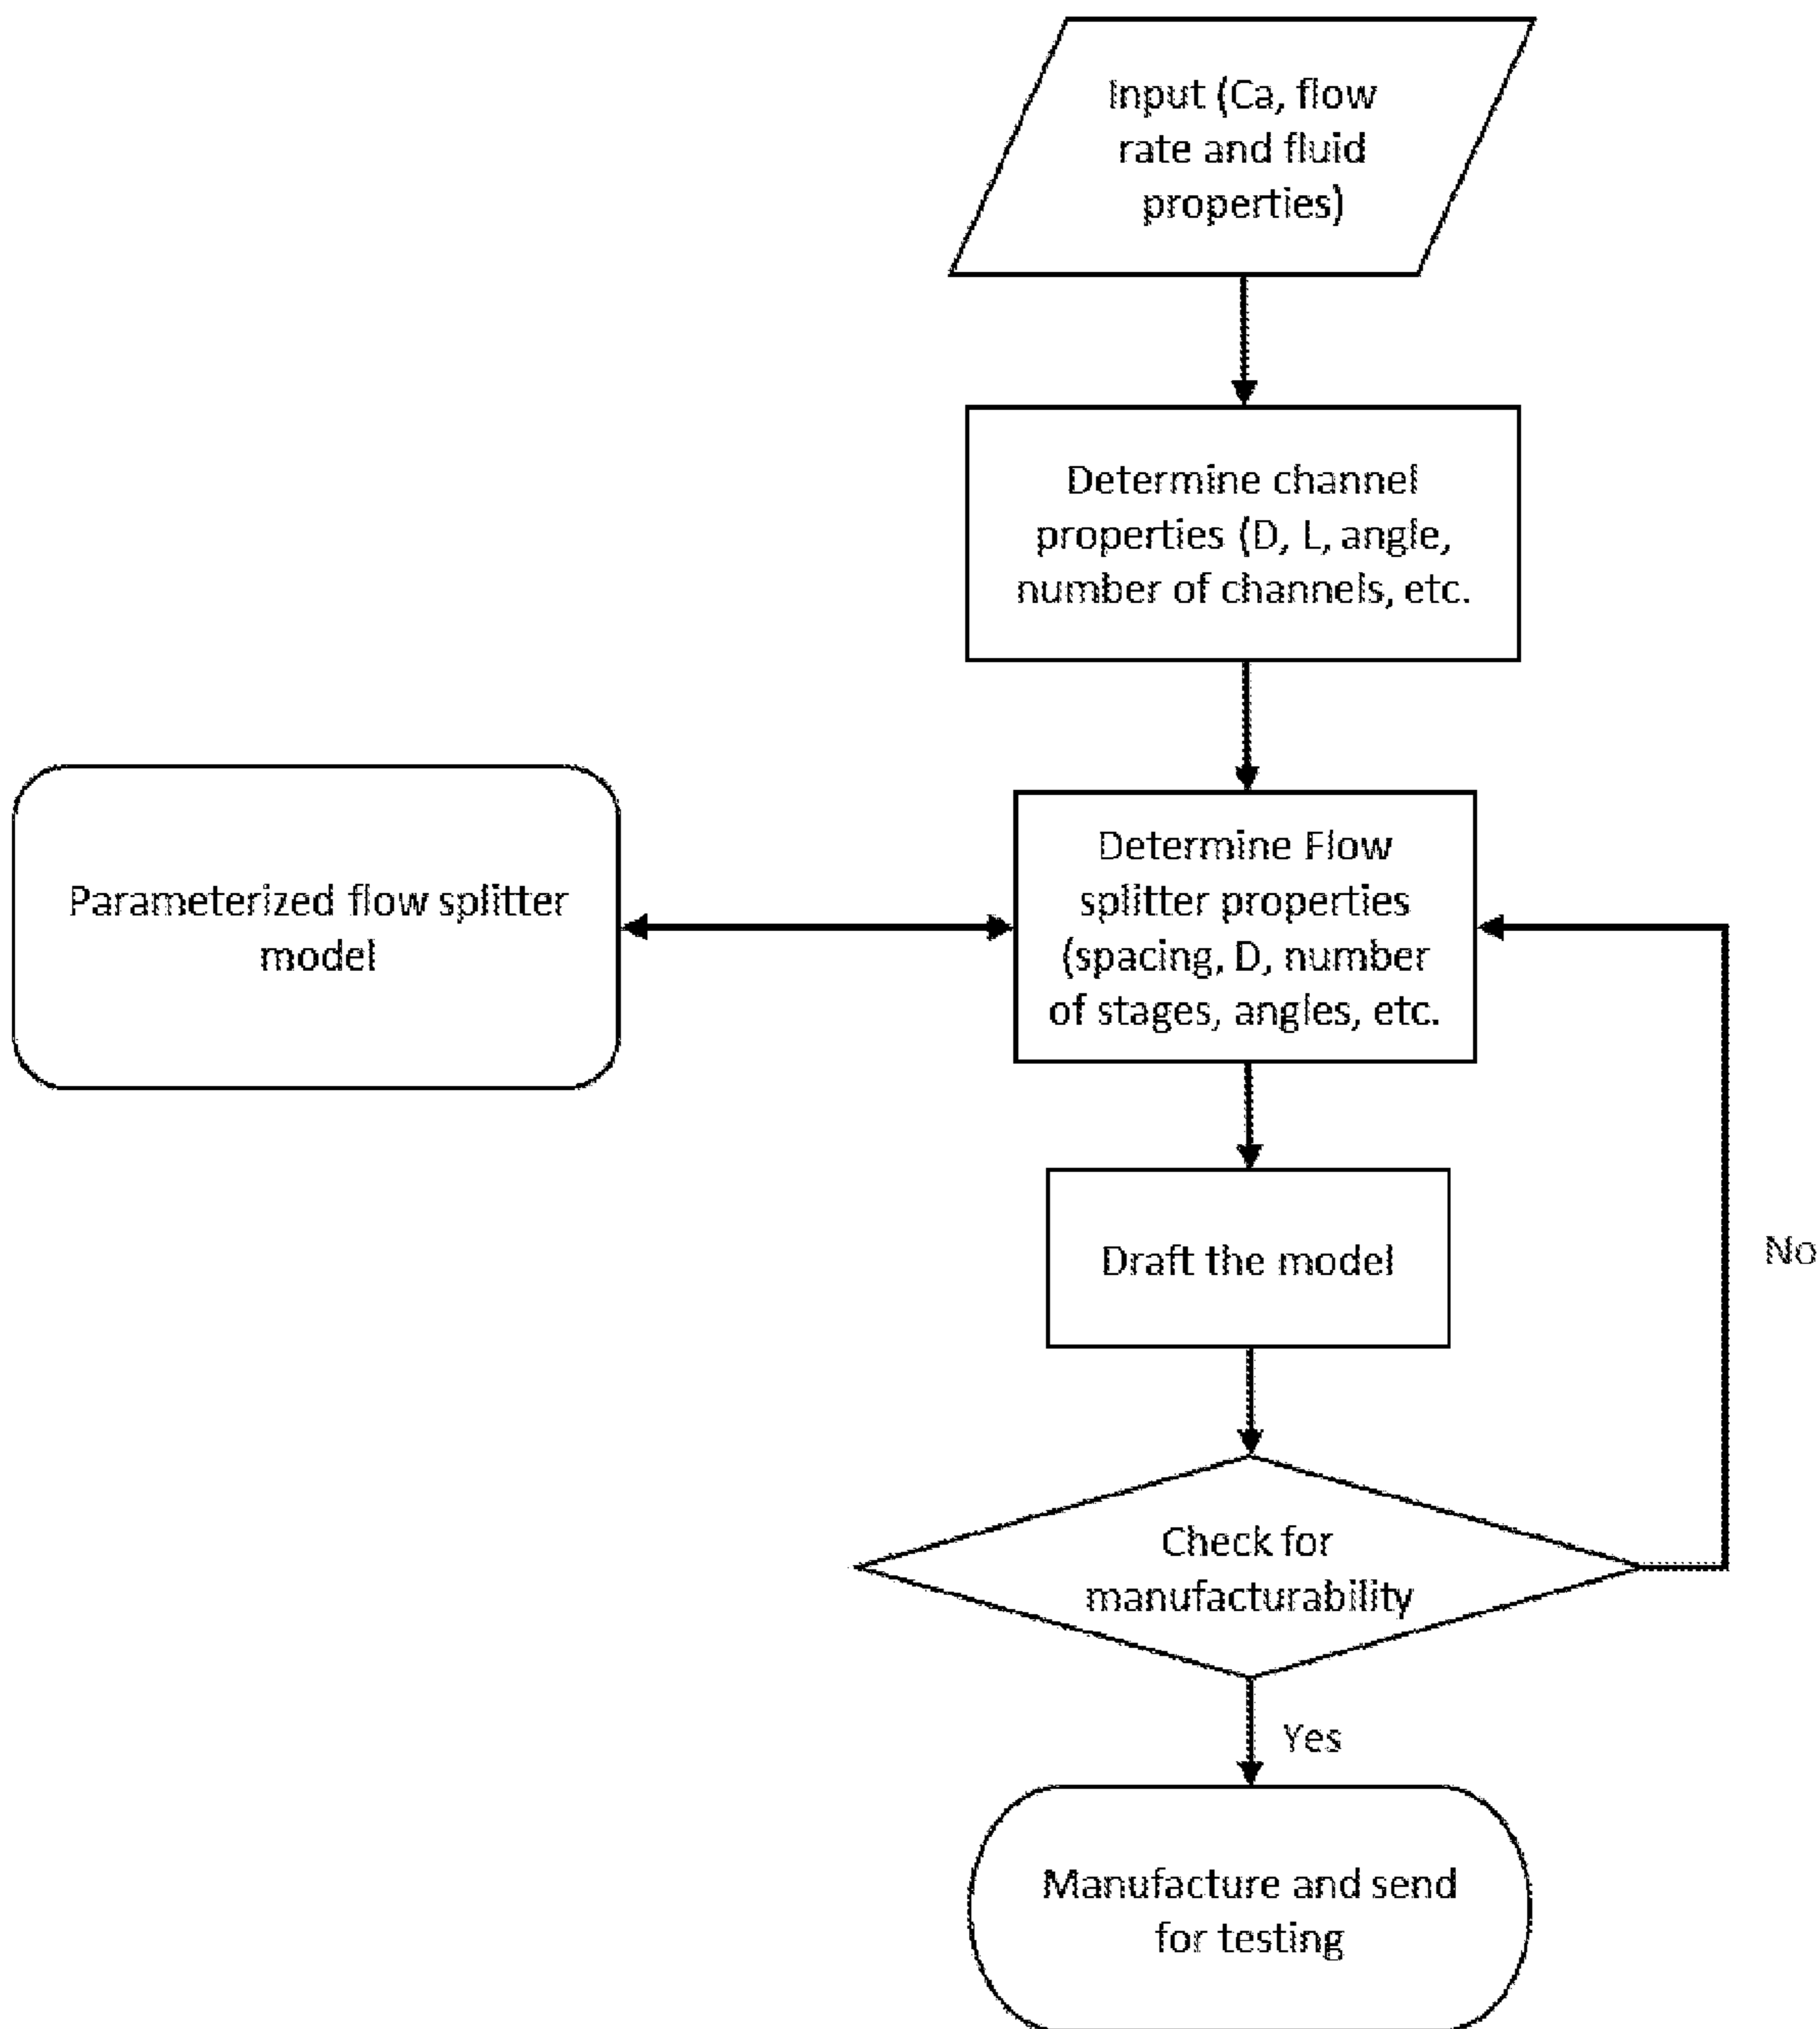 Input (Ca, flow
rate and fluid
properties)
Determine channel
properties (D, L, angle,
number of channels, etc.
Parameterized flow splitter
model
Determine Flow
splitter properties
(spacing, D, number
of stages, angles, etc.
Draft the model
No
Check for
manufacturability
Yes
Manufacture and send
for testing